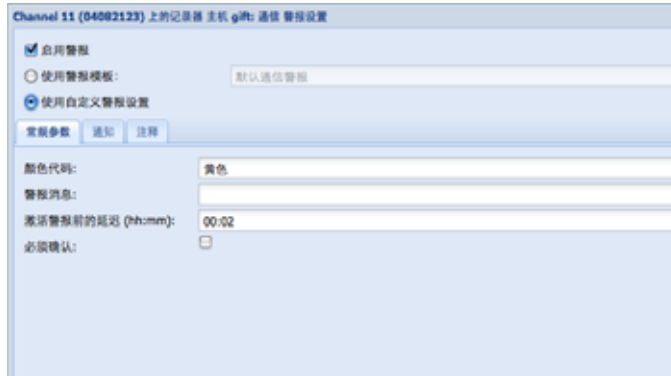 Channel 11 (04082123) 上的记录器 主机 gift: 通信 警报设置
启用警报
使用警报模板: 默认通信警报
使用自定义警报设置
常规参数 通知 注释
颜色代码: 黄色
警报消息:
激活警报前的延迟 (hh:mm): 00:02
必须确认: